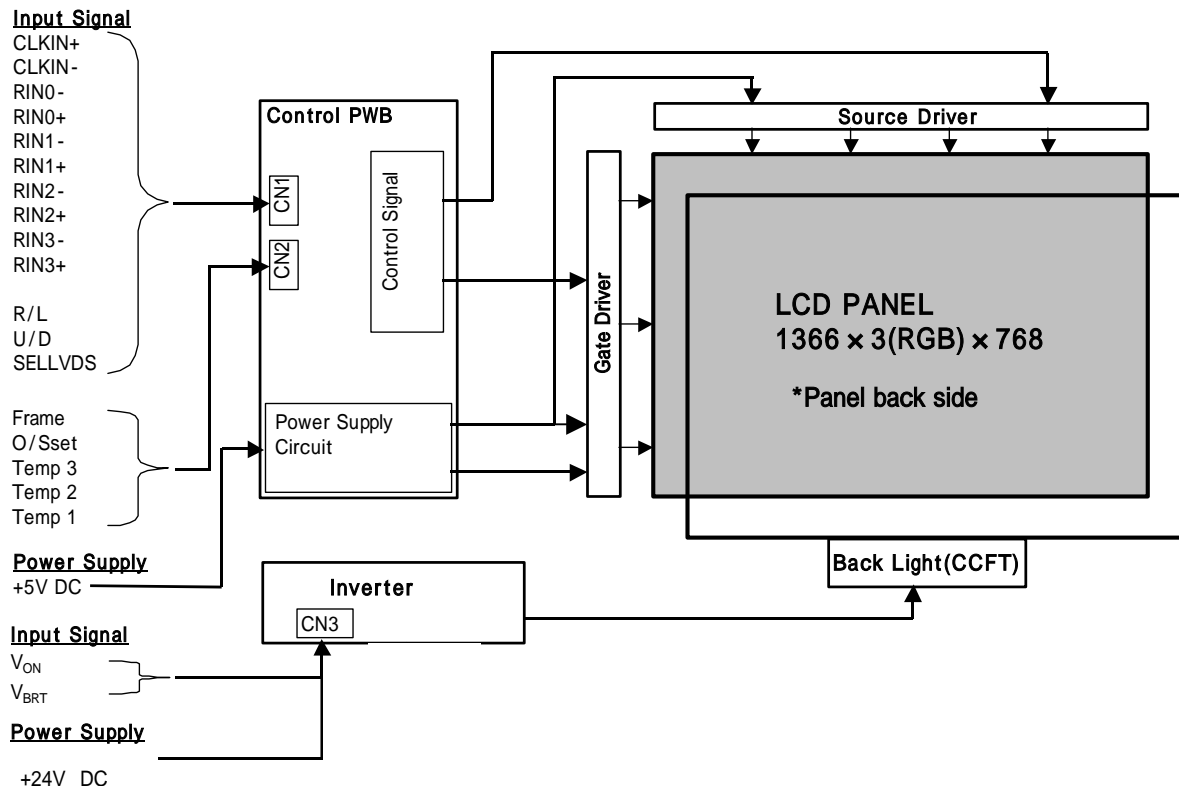 Input Signal
CLKIN+
CLKIN-
RIN0-
RIN0+
RIN1-
RIN1+
RIN2-
RIN2+
RIN3-
RIN3+
R/L
U/D
SELLVDS
Frame
O/Sset
Temp 3
Temp 2
Temp 1
Power Supply
+5V DC
Input Signal
VON
VBRT
Power Supply
+24V DC
Control PWB
CN1
CN2
Control Signal
Power Supply
Circuit
Inverter
CN3
Gate Driver
Source Driver
LCD PANEL
1366 × 3(RGB) × 768
*Panel back side
Back Light(CCFT)